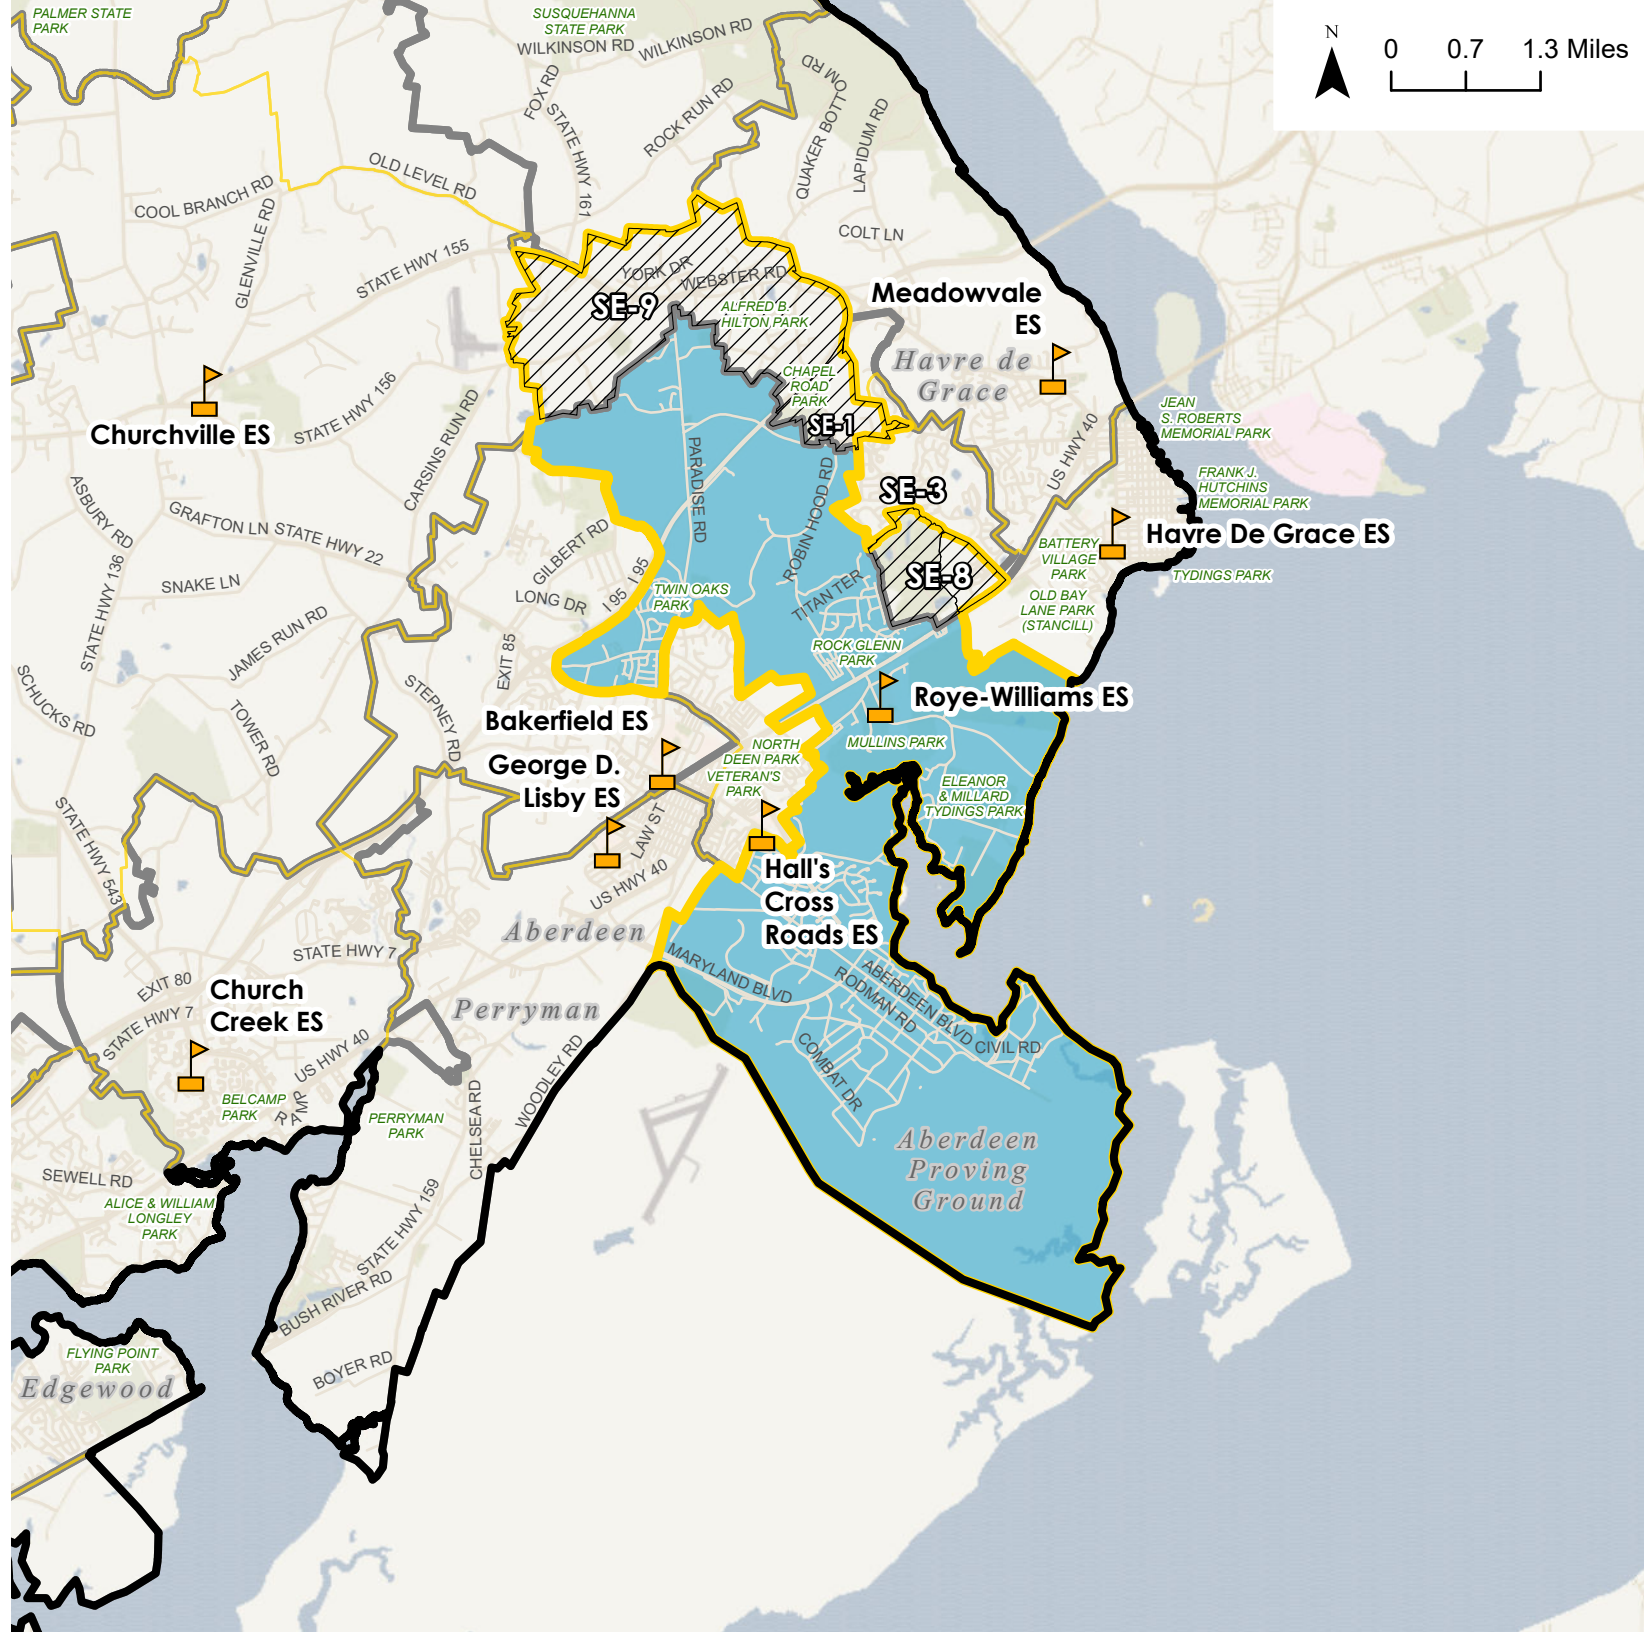 PALMER STATE
PARK
SUSQUEHANNA
STATE PARK
WILKINSON RD
WILKINSON RD
N
0 0.7 1.3 Miles
FOX RD
STATE HWY 161
ROCK RUN RD
QUAKER BOTTOM RD
LAPIDUM RD
OLD LEVEL RD
COOL BRANCH RD
GLENVILLE RD
STATE HWY 155
COLT LN
YORK DR
WEBSTER RD
SE-9
ALFRED B.
HILTON PARK
Meadowvale
ES
Havre de
Grace
CHAPEL
ROAD
PARK
SE-1
STATE HWY 156
CARSINS RUN RD
Churchville ES
US HWY 40
JEAN
S. ROBERTS
MEMORIAL PARK
PARADISE RD
ROBIN HOOD RD
SE-3
FRANK J.
HUTCHINS
MEMORIAL PARK
ASBURY RD
GRAFTON LN
STATE HWY 22
GILBERT RD
Havre De Grace ES
BATTERY
VILLAGE
PARK
TYDINGS PARK
STATE HWY 136
SNAKE LN
LONG DR
I 95
I 95
TWIN OAKS
PARK
TITAN TER
SE-8
OLD BAY
LANE PARK
(STANCILL)
JAMES RUN RD
EXIT 85
ROCK GLENN
PARK
SCHUCKS RD
TOWER RD
STEPNEY RD
Roye-Williams ES
Bakerfield ES
MULLINS PARK
NORTH
DEEN PARK
VETERAN'S
PARK
George D.
Lisby ES
ELEANOR
& MILLARD
TYDINGS PARK
STATE HWY 543
LAW ST
US HWY 40
Hall's
Cross
Roads ES
Aberdeen
STATE HWY 7
MARYLAND BLVD
ABERDEEN BLVD
RODMAN RD
EXIT 80
Church
Creek ES
Perryman
STATE HWY 7
US HWY 40
CIVIL RD
COMBAT DR
WOODLEY RD
CHELSEA RD
BELCAMP
PARK
RAMP
PERRYMAN
PARK
Aberdeen
Proving
Ground
SEWELL RD
ALICE & WILLIAM
LONGLEY
PARK
STATE HWY 159
BUSH RIVER RD
FLYING POINT
PARK
BOYER RD
Edgewood